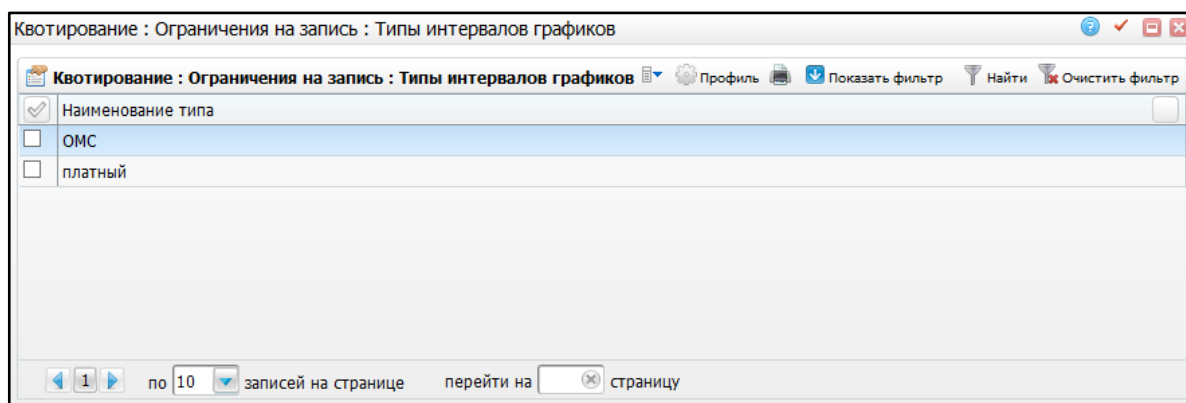 Квотирование : Ограничения на запись : Типы интервалов графиков
Квотирование : Ограничения на запись : Типы интервалов графиков Профиль Показать фильтр Найти Очистить фильтр
Наименование типа
ОМС
платный
1 по 10 записей на странице перейти на страницу